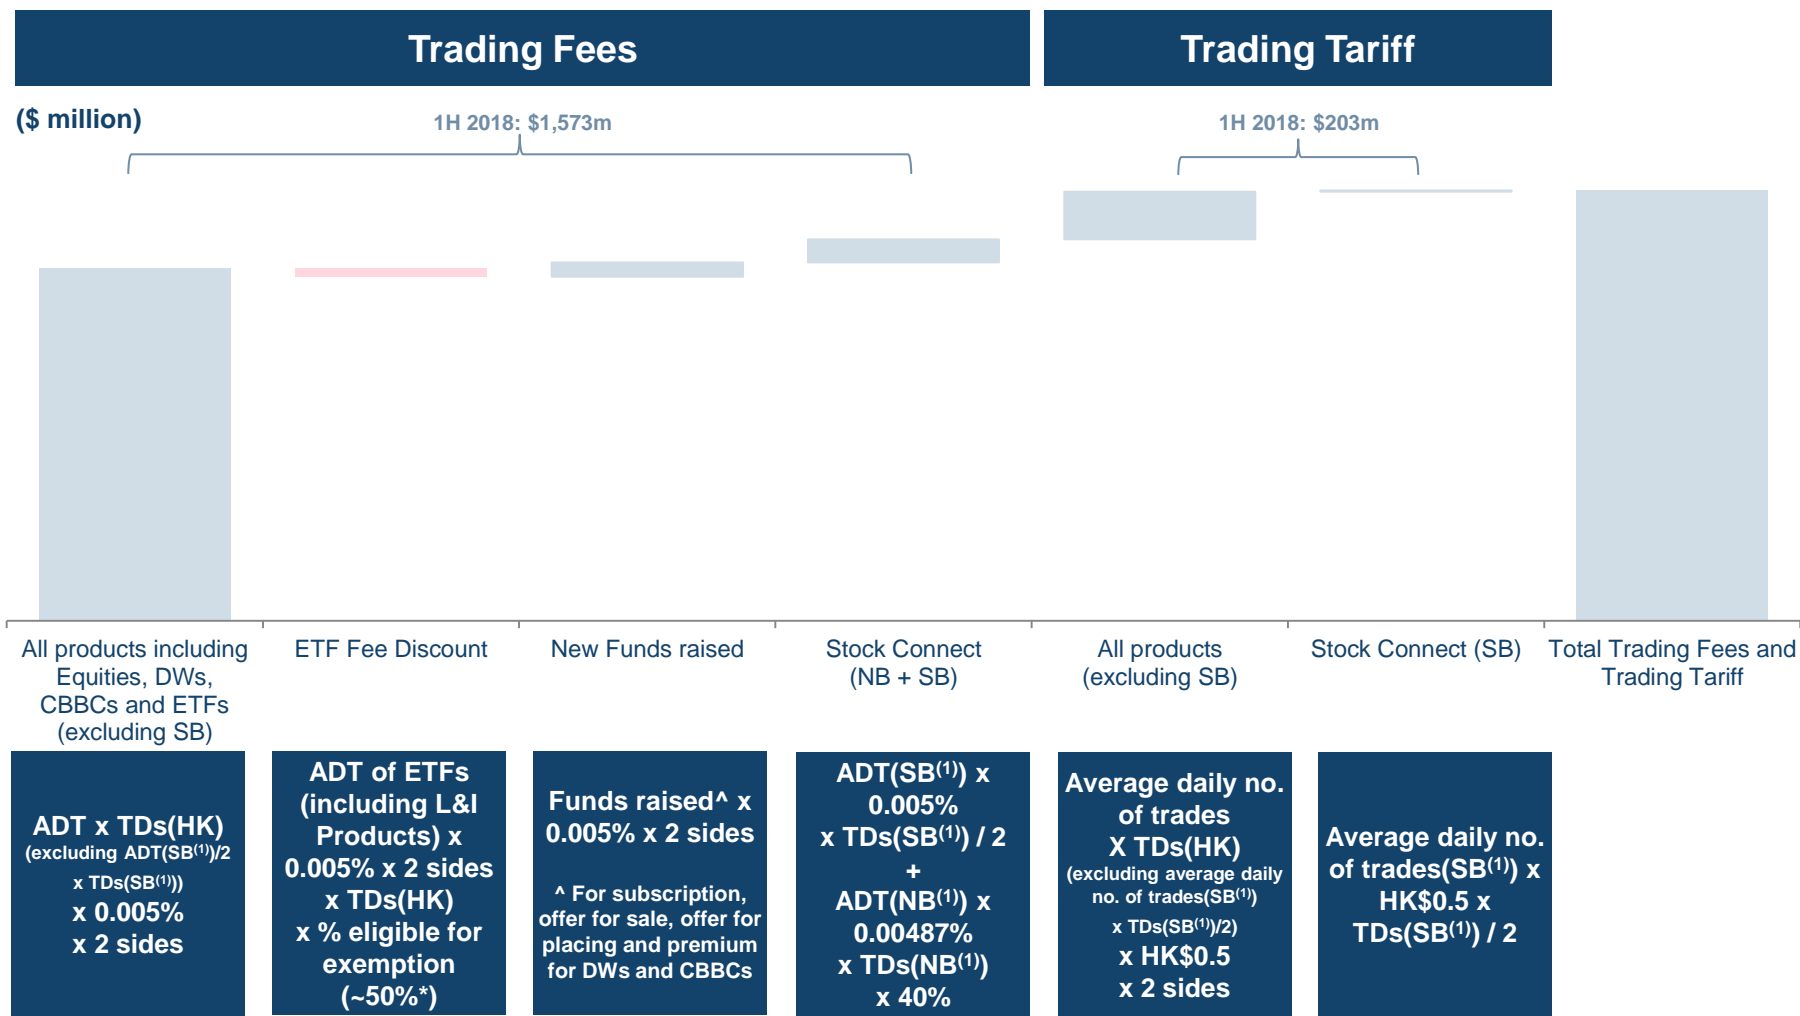 Trading Fees
Trading Tariff
($ million)
1H 2018: $1,573m
1H 2018: $203m
All products including
Equities, DWs,
CBBCs and ETFs
(excluding SB)
ETF Fee Discount
New Funds raised
Stock Connect
(NB + SB)
All products
(excluding SB)
Stock Connect (SB)
Total Trading Fees and
Trading Tariff
ADT x TDs(HK)
(excluding ADT(SB(1))/2
x TDs(SB(1)))
x 0.005%
x 2 sides
ADT of ETFs
(including L&I
Products) x
0.005% x 2 sides
x TDs(HK)
x % eligible for
exemption
(~50%*)
Funds raised^ x
0.005% x 2 sides
^ For subscription,
offer for sale, offer for
placing and premium
for DWs and CBBCs
ADT(SB(1)) x
0.005%
x TDs(SB(1)) / 2
+
ADT(NB(1)) x
0.00487%
x TDs(NB(1))
x 40%
Average daily no.
of trades
X TDs(HK)
(excluding average daily
no. of trades(SB(1))
x TDs(SB(1))/2)
x HK$0.5
x 2 sides
Average daily no.
of trades(SB(1)) x
HK$0.5 x
TDs(SB(1)) / 2